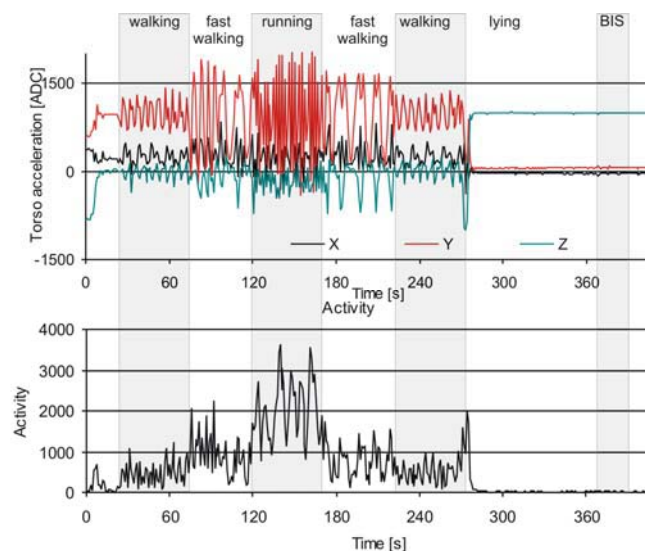 walking fast walking running fast walking walking lying BIS
Torso acceleration [ADC]
1500
0
-1500
X Y Z
0 60 120 180 240 300 360
Time [s]
Activity
Activity
4000
3000
2000
1000
0
0 60 120 180 240 300 360
Time [s]